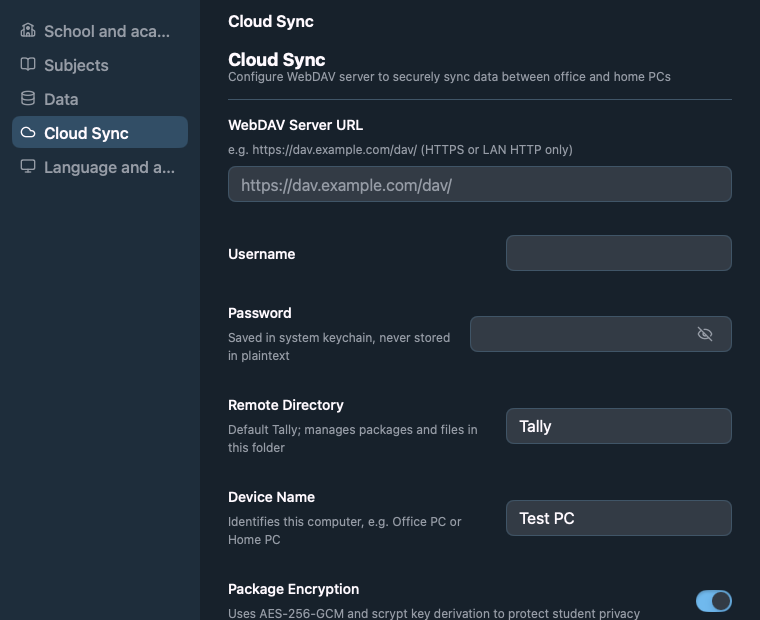 School and aca...
Subjects
Data
Cloud Sync
Language and a...
Cloud Sync
Cloud Sync
Configure WebDAV server to securely sync data between office and home PCs
WebDAV Server URL
e.g. https://dav.example.com/dav/ (HTTPS or LAN HTTP only)
https://dav.example.com/dav/
Username
Password
Saved in system keychain, never stored
in plaintext
Remote Directory
Default Tally; manages packages and files in
this folder
Tally
Device Name
Identifies this computer, e.g. Office PC or
Home PC
Test PC
Package Encryption
Uses AES-256-GCM and scrypt key derivation to protect student privacy